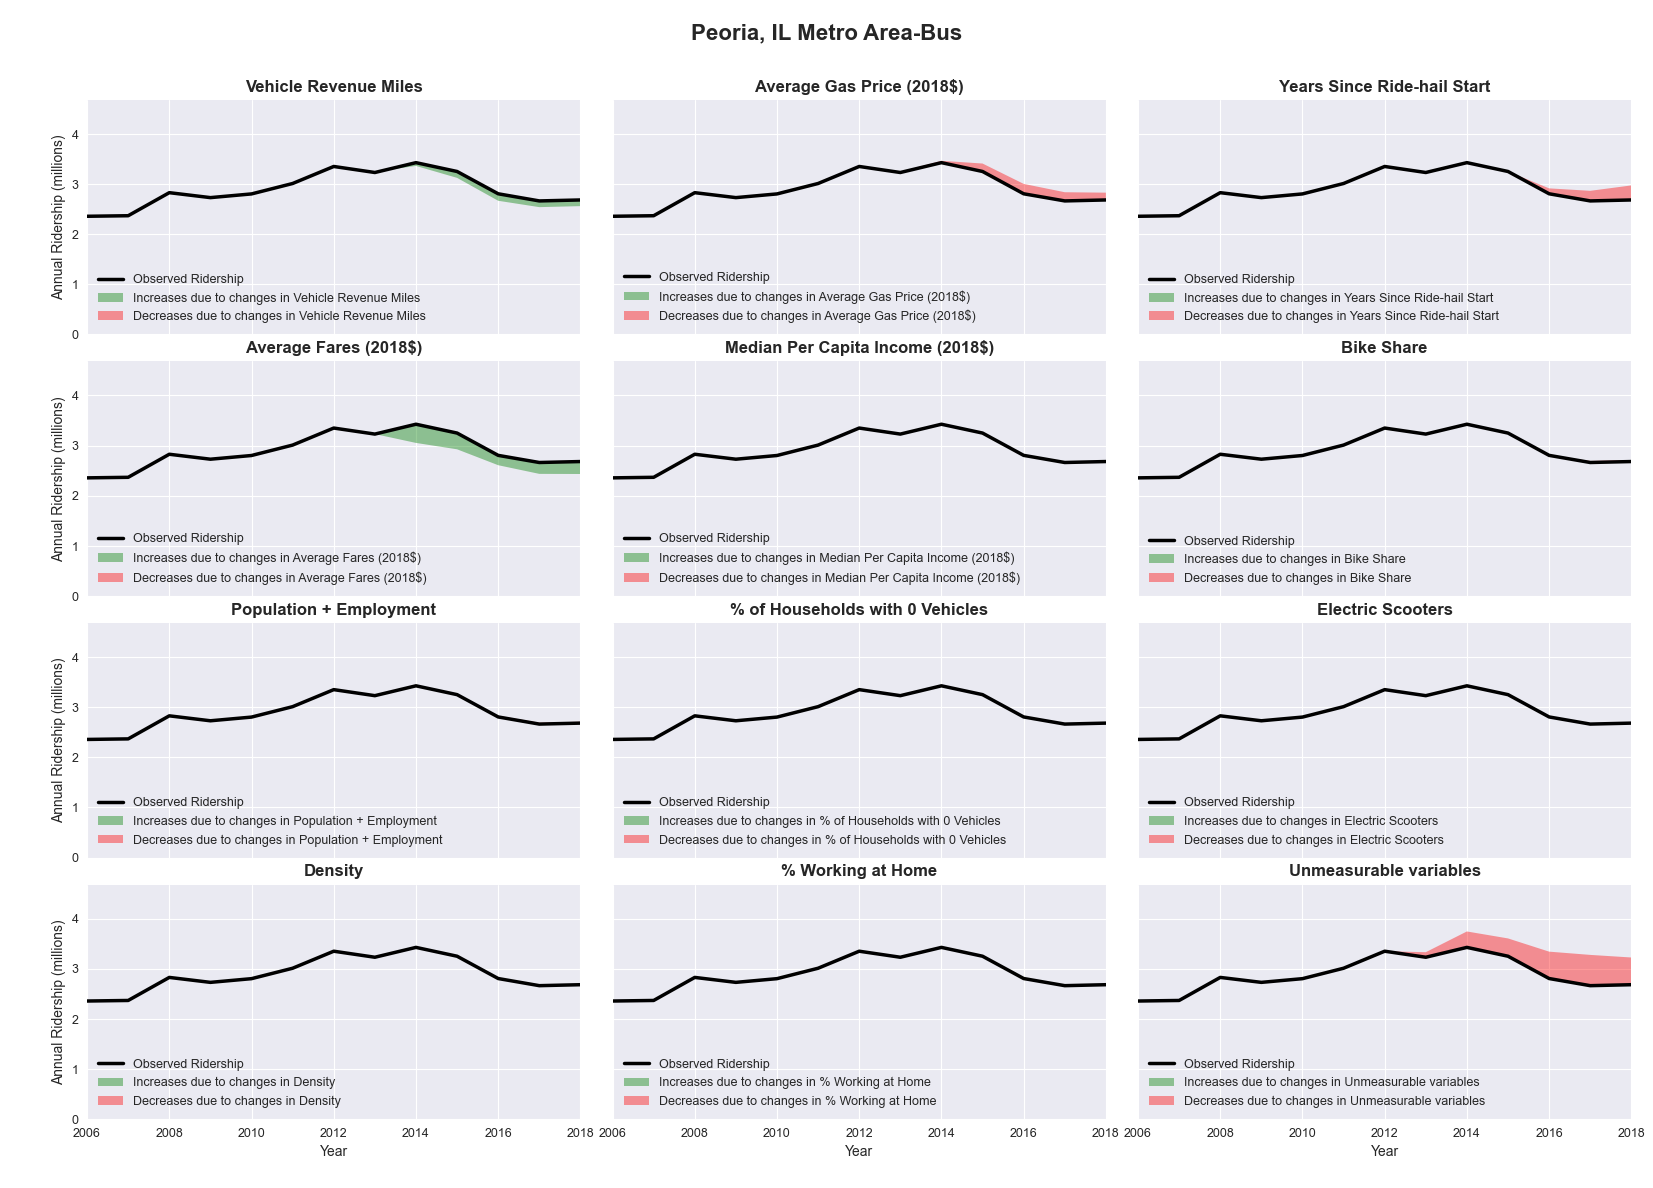 Peoria, IL Metro Area-Bus
Vehicle Revenue Miles
Annual Ridership (millions)
4
3
2
1
0
Observed Ridership
Increases due to changes in Vehicle Revenue Miles
Decreases due to changes in Vehicle Revenue Miles
Average Gas Price (2018$)
Observed Ridership
Increases due to changes in Average Gas Price (2018$)
Decreases due to changes in Average Gas Price (2018$)
Years Since Ride-hail Start
Observed Ridership
Increases due to changes in Years Since Ride-hail Start
Decreases due to changes in Years Since Ride-hail Start
Average Fares (2018$)
Annual Ridership (millions)
4
3
2
1
0
Observed Ridership
Increases due to changes in Average Fares (2018$)
Decreases due to changes in Average Fares (2018$)
Median Per Capita Income (2018$)
Observed Ridership
Increases due to changes in Median Per Capita Income (2018$)
Decreases due to changes in Median Per Capita Income (2018$)
Bike Share
Observed Ridership
Increases due to changes in Bike Share
Decreases due to changes in Bike Share
Population + Employment
Annual Ridership (millions)
4
3
2
1
0
Observed Ridership
Increases due to changes in Population + Employment
Decreases due to changes in Population + Employment
% of Households with 0 Vehicles
Observed Ridership
Increases due to changes in % of Households with 0 Vehicles
Decreases due to changes in % of Households with 0 Vehicles
Electric Scooters
Observed Ridership
Increases due to changes in Electric Scooters
Decreases due to changes in Electric Scooters
Density
Annual Ridership (millions)
4
3
2
1
0
Observed Ridership
Increases due to changes in Density
Decreases due to changes in Density
2006 2008 2010 2012 2014 2016 2018
Year
% Working at Home
Observed Ridership
Increases due to changes in % Working at Home
Decreases due to changes in % Working at Home
2006 2008 2010 2012 2014 2016 2018
Year
Unmeasurable variables
Observed Ridership
Increases due to changes in Unmeasurable variables
Decreases due to changes in Unmeasurable variables
2006 2008 2010 2012 2014 2016 2018
Year